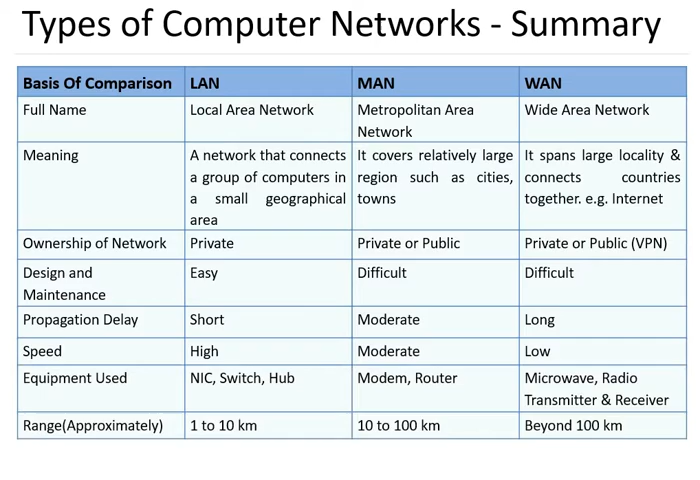 Types of Computer Networks - Summary
Basis Of Comparison LAN MAN WAN
Full Name Local Area Network Metropolitan Area Network Wide Area Network
Meaning A network that connects a group of computers in a small geographical area It covers relatively large region such as cities, towns It spans large locality & connects countries together. e.g. Internet
Ownership of Network Private Private or Public Private or Public (VPN)
Design and Maintenance Easy Difficult Difficult
Propagation Delay Short Moderate Long
Speed High Moderate Low
Equipment Used NIC, Switch, Hub Modem, Router Microwave, Radio Transmitter & Receiver
Range(Approximately) 1 to 10 km 10 to 100 km Beyond 100 km